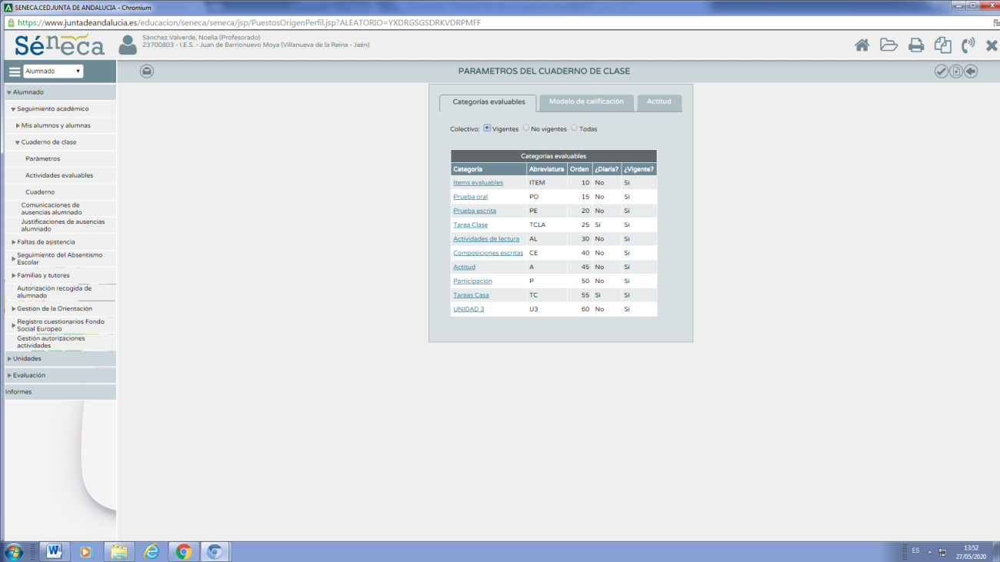 SENECA.CED.JUNTA DE ANDALUCIA - Chromium
https://www.juntadeandalucia.es/educacion/seneca/seneca/jsp/PuestosOrigenPerfil.jsp?ALEATORIO=YXDRGSGSDRKVDRPMFF
Séneca
Sánchez Valverde, Noelia (Profesorado)
23700803 - I.E.S. - Juan de Barrionuevo Moya (Villanueva de la Reina - Jaén)
Alumnado
PARAMETROS DEL CUADERNO DE CLASE
Alumnado
Seguimiento académico
Mis alumnos y alumnas
Cuaderno de clase
Parámetros
Actividades evaluables
Cuaderno
Comunicaciones de
ausencias alumnado
Justificaciones de ausencias
alumnado
Faltas de asistencia
Seguimiento del Absentismo
Escolar
Familias y tutores
Autorización recogida de
alumnado
Gestión de la Orientación
Registro cuestionarios Fondo
Social Europeo
Gestión autorizaciones
actividades
Unidades
Evaluación
Informes
Categorías evaluables Modelo de calificación Actitud
Colectivo: Vigentes No vigentes Todas
Categorías evaluables
Categoría Abreviatura Orden ¿Diaria? ¿Vigente?
Items evaluables ITEM 10 No Sí
Prueba oral PO 15 No Sí
Prueba escrita PE 20 No Sí
Tarea Clase TCLA 25 Sí Sí
Actividades de lectura AL 30 No Sí
Composiciones escritas CE 40 No Sí
Actitud A 45 No Sí
Participación P 50 No Sí
Tareas Casa TC 55 Sí Sí
UNIDAD 3 U3 60 No Sí
ES
13:52
27/05/2020